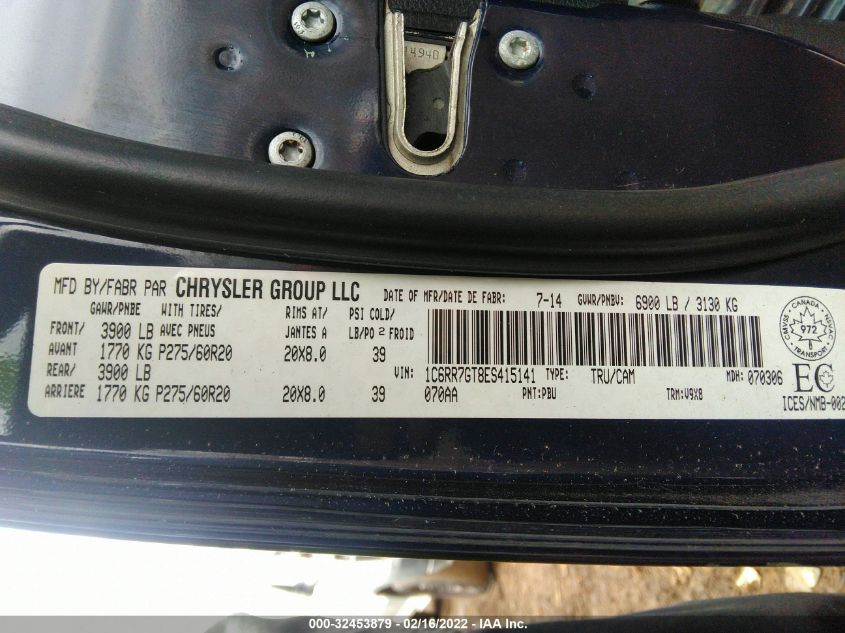 14940
MFD BY/FABR PAR CHRYSLER GROUP LLC DATE OF MFR/DATE DE FABR: 7-14 GVWR/PNBV: 6900 LB / 3130 KG
GAWR/PNBE WITH TIRES/ RIMS AT/ PSI COLD/
FRONT/ 3900 LB AVEC PNEUS JANTES A LB/PO 2 FROID
AVANT 1770 KG P275/60R20 20X8.0 39
REAR/ 3900 LB
ARRIERE 1770 KG P275/60R20 20X8.0 39
VIN: 1C6RR7GT8ES415141 TYPE: TRU/CAM MDH: 070306
070AA PNT: PBU TRM: V9X8
CANADA
CMVSS NSVAC
972
TRANSPORT
EC
ICES/NMB-002
000-32453879 - 02/16/2022 - IAAI Inc.